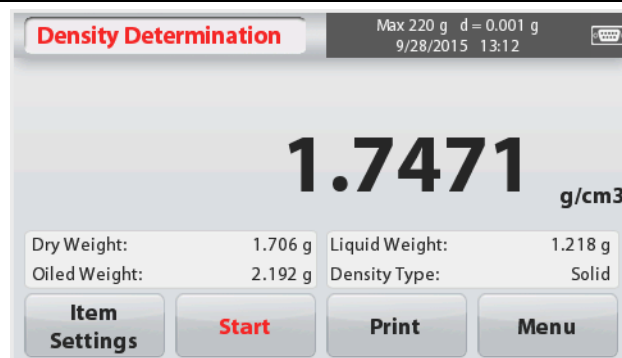 Density Determination
Max 220 g d = 0.001 g
9/28/2015 13:12
1.7471 g/cm3
Dry Weight: 1.706 g Liquid Weight: 1.218 g
Oiled Weight: 2.192 g Density Type: Solid
Item
Settings
Start
Print
Menu